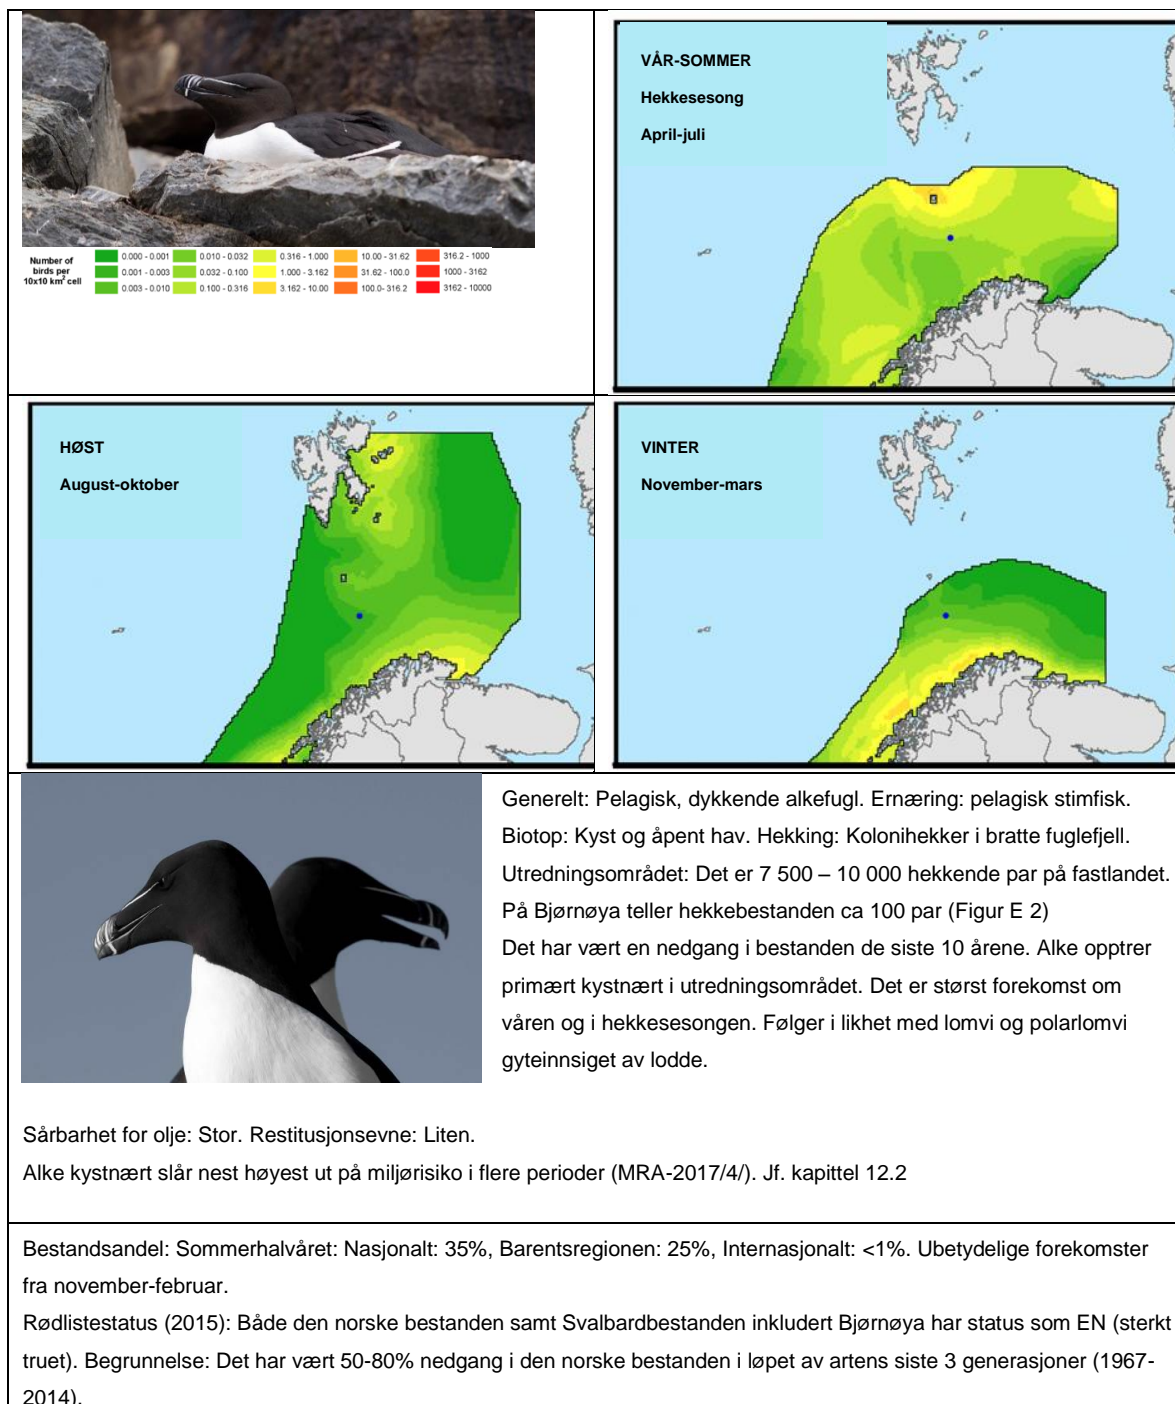 Number of
birds per
10x10 km² cell
0.000 - 0.001
0.001 - 0.003
0.003 - 0.010
0.010 - 0.032
0.032 - 0.100
0.100 - 0.316
0.316 - 1.000
1.000 - 3.162
3.162 - 10.00
10.00 - 31.62
31.62 - 100.0
100.0- 316.2
316.2 - 1000
1000 - 3162
3162 - 10000
VÅR-SOMMER
Hekkesesong
April-juli
HØST
August-oktober
VINTER
November-mars
Generelt: Pelagisk, dykkende alkefugl. Ernæring: pelagisk stimfisk.
Biotop: Kyst og åpent hav. Hekking: Kolonihekker i bratte fuglefjell.
Utredningsområdet: Det er 7 500 – 10 000 hekkende par på fastlandet.
På Bjørnøya teller hekkebestanden ca 100 par (Figur E 2)
Det har vært en nedgang i bestanden de siste 10 årene. Alke opptrer
primært kystnært i utredningsområdet. Det er størst forekomst om
våren og i hekkesesongen. Følger i likhet med lomvi og polarlomvi
gyteinnsiget av lodde.
Sårbarhet for olje: Stor. Restitusjonsevne: Liten.
Alke kystnært slår nest høyest ut på miljørisiko i flere perioder (MRA-2017/4/). Jf. kapittel 12.2
Bestandsandel: Sommerhalvåret: Nasjonalt: 35%, Barentsregionen: 25%, Internasjonalt: <1%. Ubetydelige forekomster
fra november-februar.
Rødlistestatus (2015): Både den norske bestanden samt Svalbardbestanden inkludert Bjørnøya har status som EN (sterkt
truet). Begrunnelse: Det har vært 50-80% nedgang i den norske bestanden i løpet av artens siste 3 generasjoner (1967-
2014).